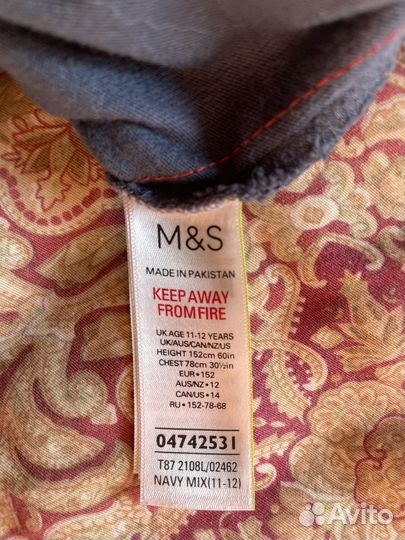 M&S
MADE IN PAKISTAN
KEEP AWAY
FROM FIRE
UK AGE 11-12 YEARS
UK/AUS/CAN/NZ/US
HEIGHT 152cm 60in
CHEST 78cm 30½in
EUR•152
AUS/NZ•12
CAN/US•14
RU•152-78-68
04742531
T87 2108L/02462
NAVY MIX(11-12)
Avito